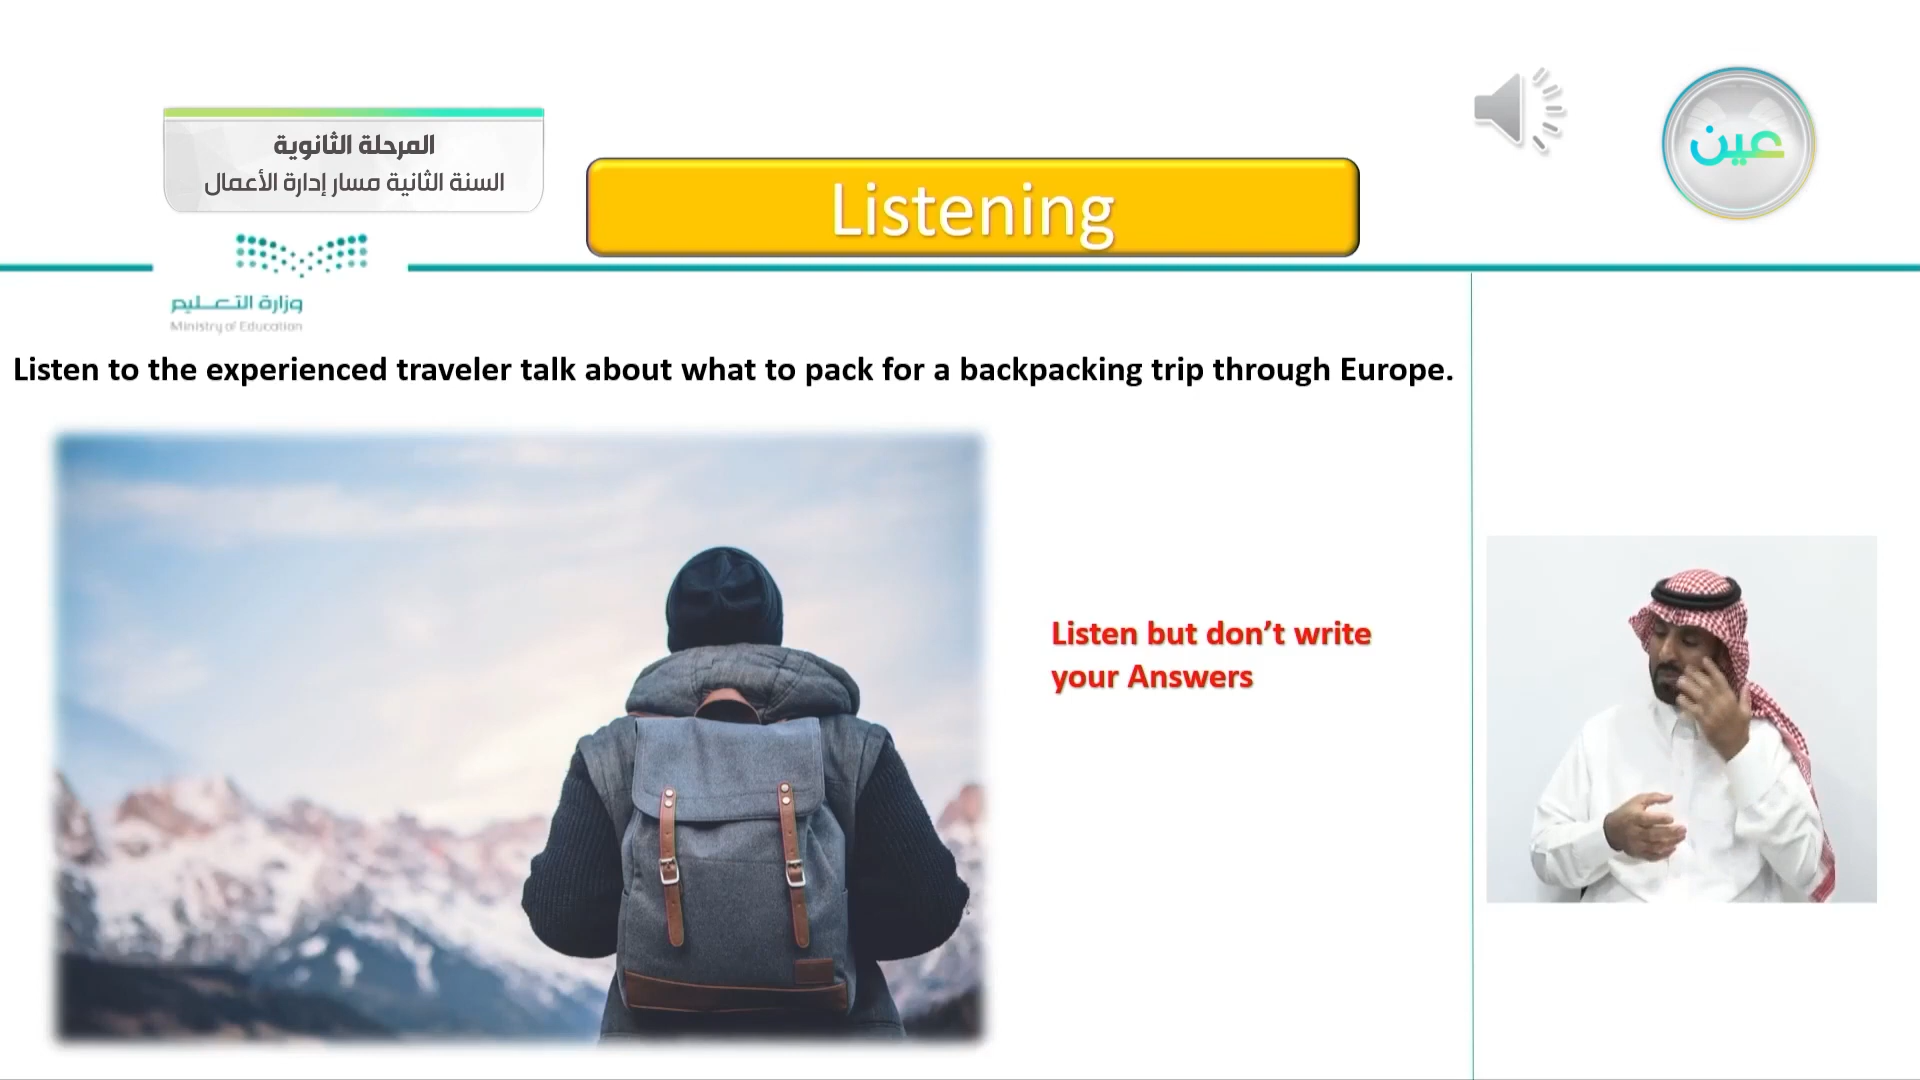 المرحلة الثانوية
السنة الثانية مسار إدارة الأعمال
عين
Listening
وزارة التعليم
Ministry of Education
Listen to the experienced traveler talk about what to pack for a backpacking trip through Europe.
Listen but don’t write
your Answers